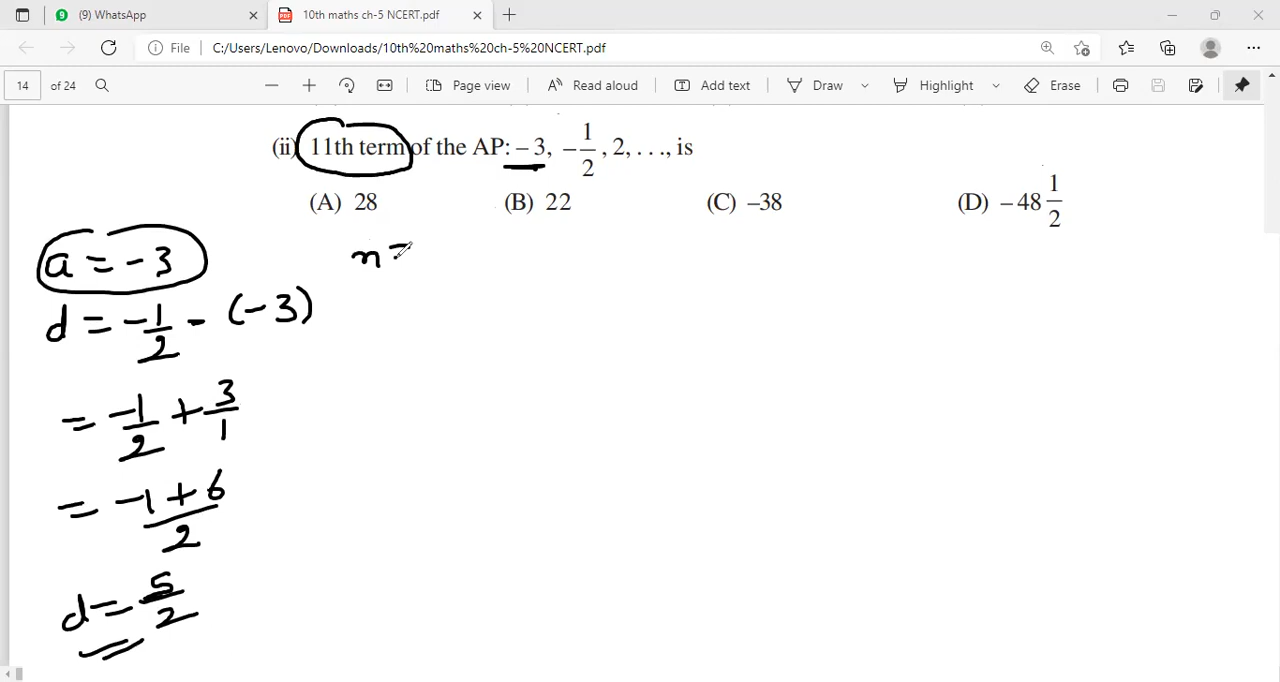 (9) WhatsApp
10th maths ch-5 NCERT.pdf
File C:/Users/Lenovo/Downloads/10th%20maths%20ch-5%20NCERT.pdf
14 of 24 Page view Read aloud Add text Draw Highlight Erase
(ii) 11th term of the AP: – 3, –1/2, 2, . . ., is
(A) 28 (B) 22 (C) –38 (D) – 48 1/2
a = -3
n =
d = -1/2 - (-3)
= -1/2 + 3/1
= -1+6/2
d = 5/2